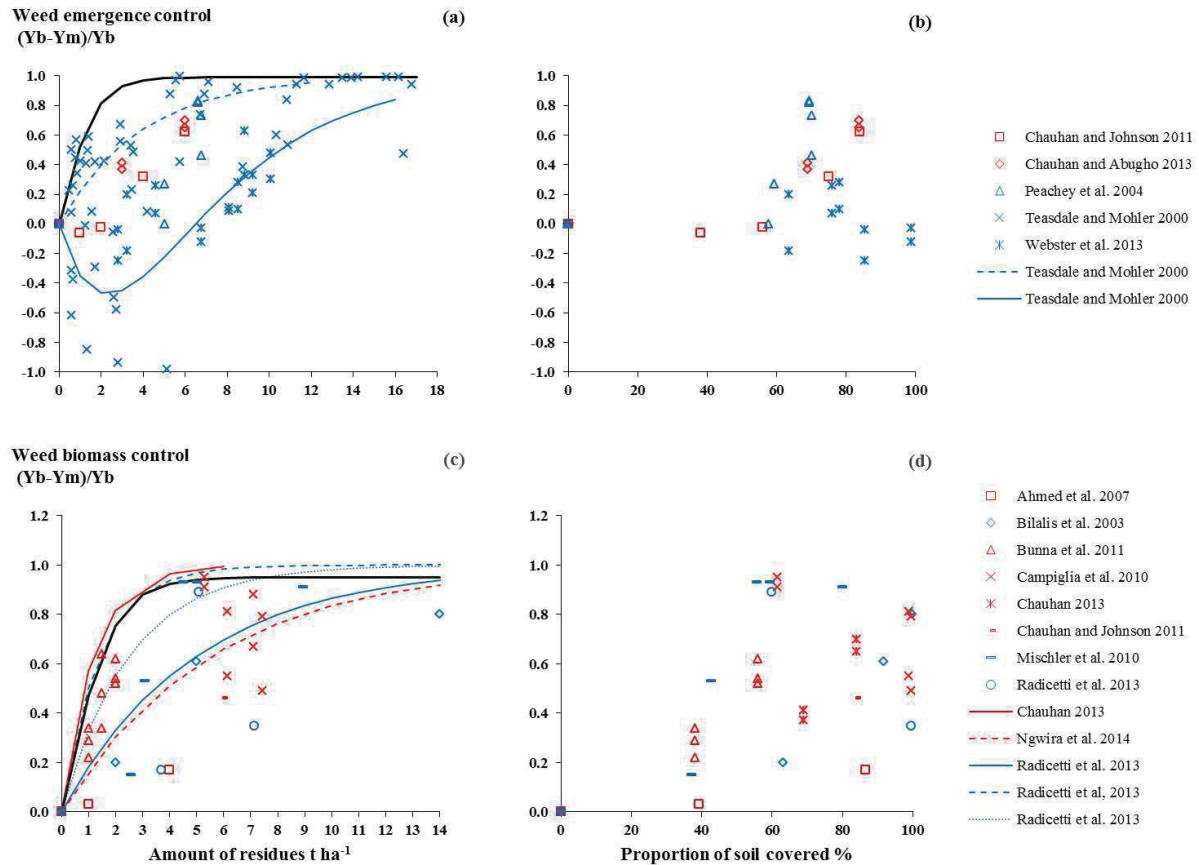 Weed emergence control
(Yb-Ym)/Yb
(a)
(b)
1.0
0.8
0.6
0.4
0.2
0.0
-0.2
-0.4
-0.6
-0.8
-1.0
0 2 4 6 8 10 12 14 16 18
1.0
0.8
0.6
0.4
0.2
0.0
-0.2
-0.4
-0.6
-0.8
-1.0
0 20 40 60 80 100
Chauhan and Johnson 2011
Chauhan and Abugho 2013
Peachey et al. 2004
Teasdale and Mohler 2000
Webster et al. 2013
Teasdale and Mohler 2000
Teasdale and Mohler 2000
Weed biomass control
(Yb-Ym)/Yb
(c)
(d)
1.2
1.0
0.8
0.6
0.4
0.2
0.0
0 1 2 3 4 5 6 7 8 9 10 11 12 13 14
Amount of residues t ha⁻¹
1.2
1.0
0.8
0.6
0.4
0.2
0.0
0 20 40 60 80 100
Proportion of soil covered %
Ahmed et al. 2007
Bilalis et al. 2003
Bunna et al. 2011
Campiglia et al. 2010
Chauhan 2013
Chauhan and Johnson 2011
Mischler et al. 2010
Radicetti et al. 2013
Chauhan 2013
Ngwira et al. 2014
Radicetti et al. 2013
Radicetti et al, 2013
Radicetti et al. 2013